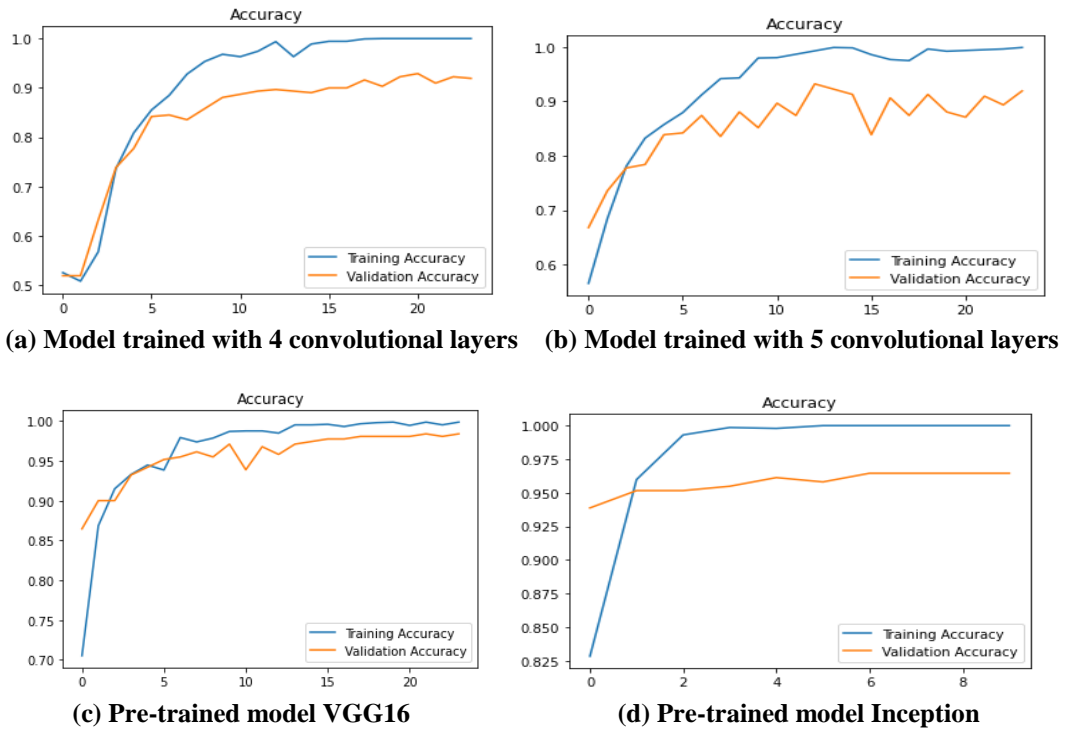 Accuracy
1.0
0.9
0.8
0.7
0.6
0.5
0
5
10
15
20
Training Accuracy
Validation Accuracy
(a) Model trained with 4 convolutional layers
Accuracy
1.0
0.9
0.8
0.7
0.6
0
5
10
15
20
Training Accuracy
Validation Accuracy
(b) Model trained with 5 convolutional layers
Accuracy
1.00
0.95
0.90
0.85
0.80
0.75
0.70
0
5
10
15
20
Training Accuracy
Validation Accuracy
(c) Pre-trained model VGG16
Accuracy
1.000
0.975
0.950
0.925
0.900
0.875
0.850
0.825
0
2
4
6
8
Training Accuracy
Validation Accuracy
(d) Pre-trained model Inception